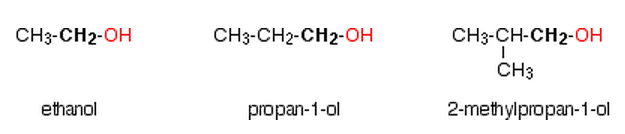 CH₃-CH₂-OH CH₃-CH₂-CH₂-OH CH₃-CH-CH₂-OH
CH₃
ethanol propan-1-ol 2-methylpropan-1-ol